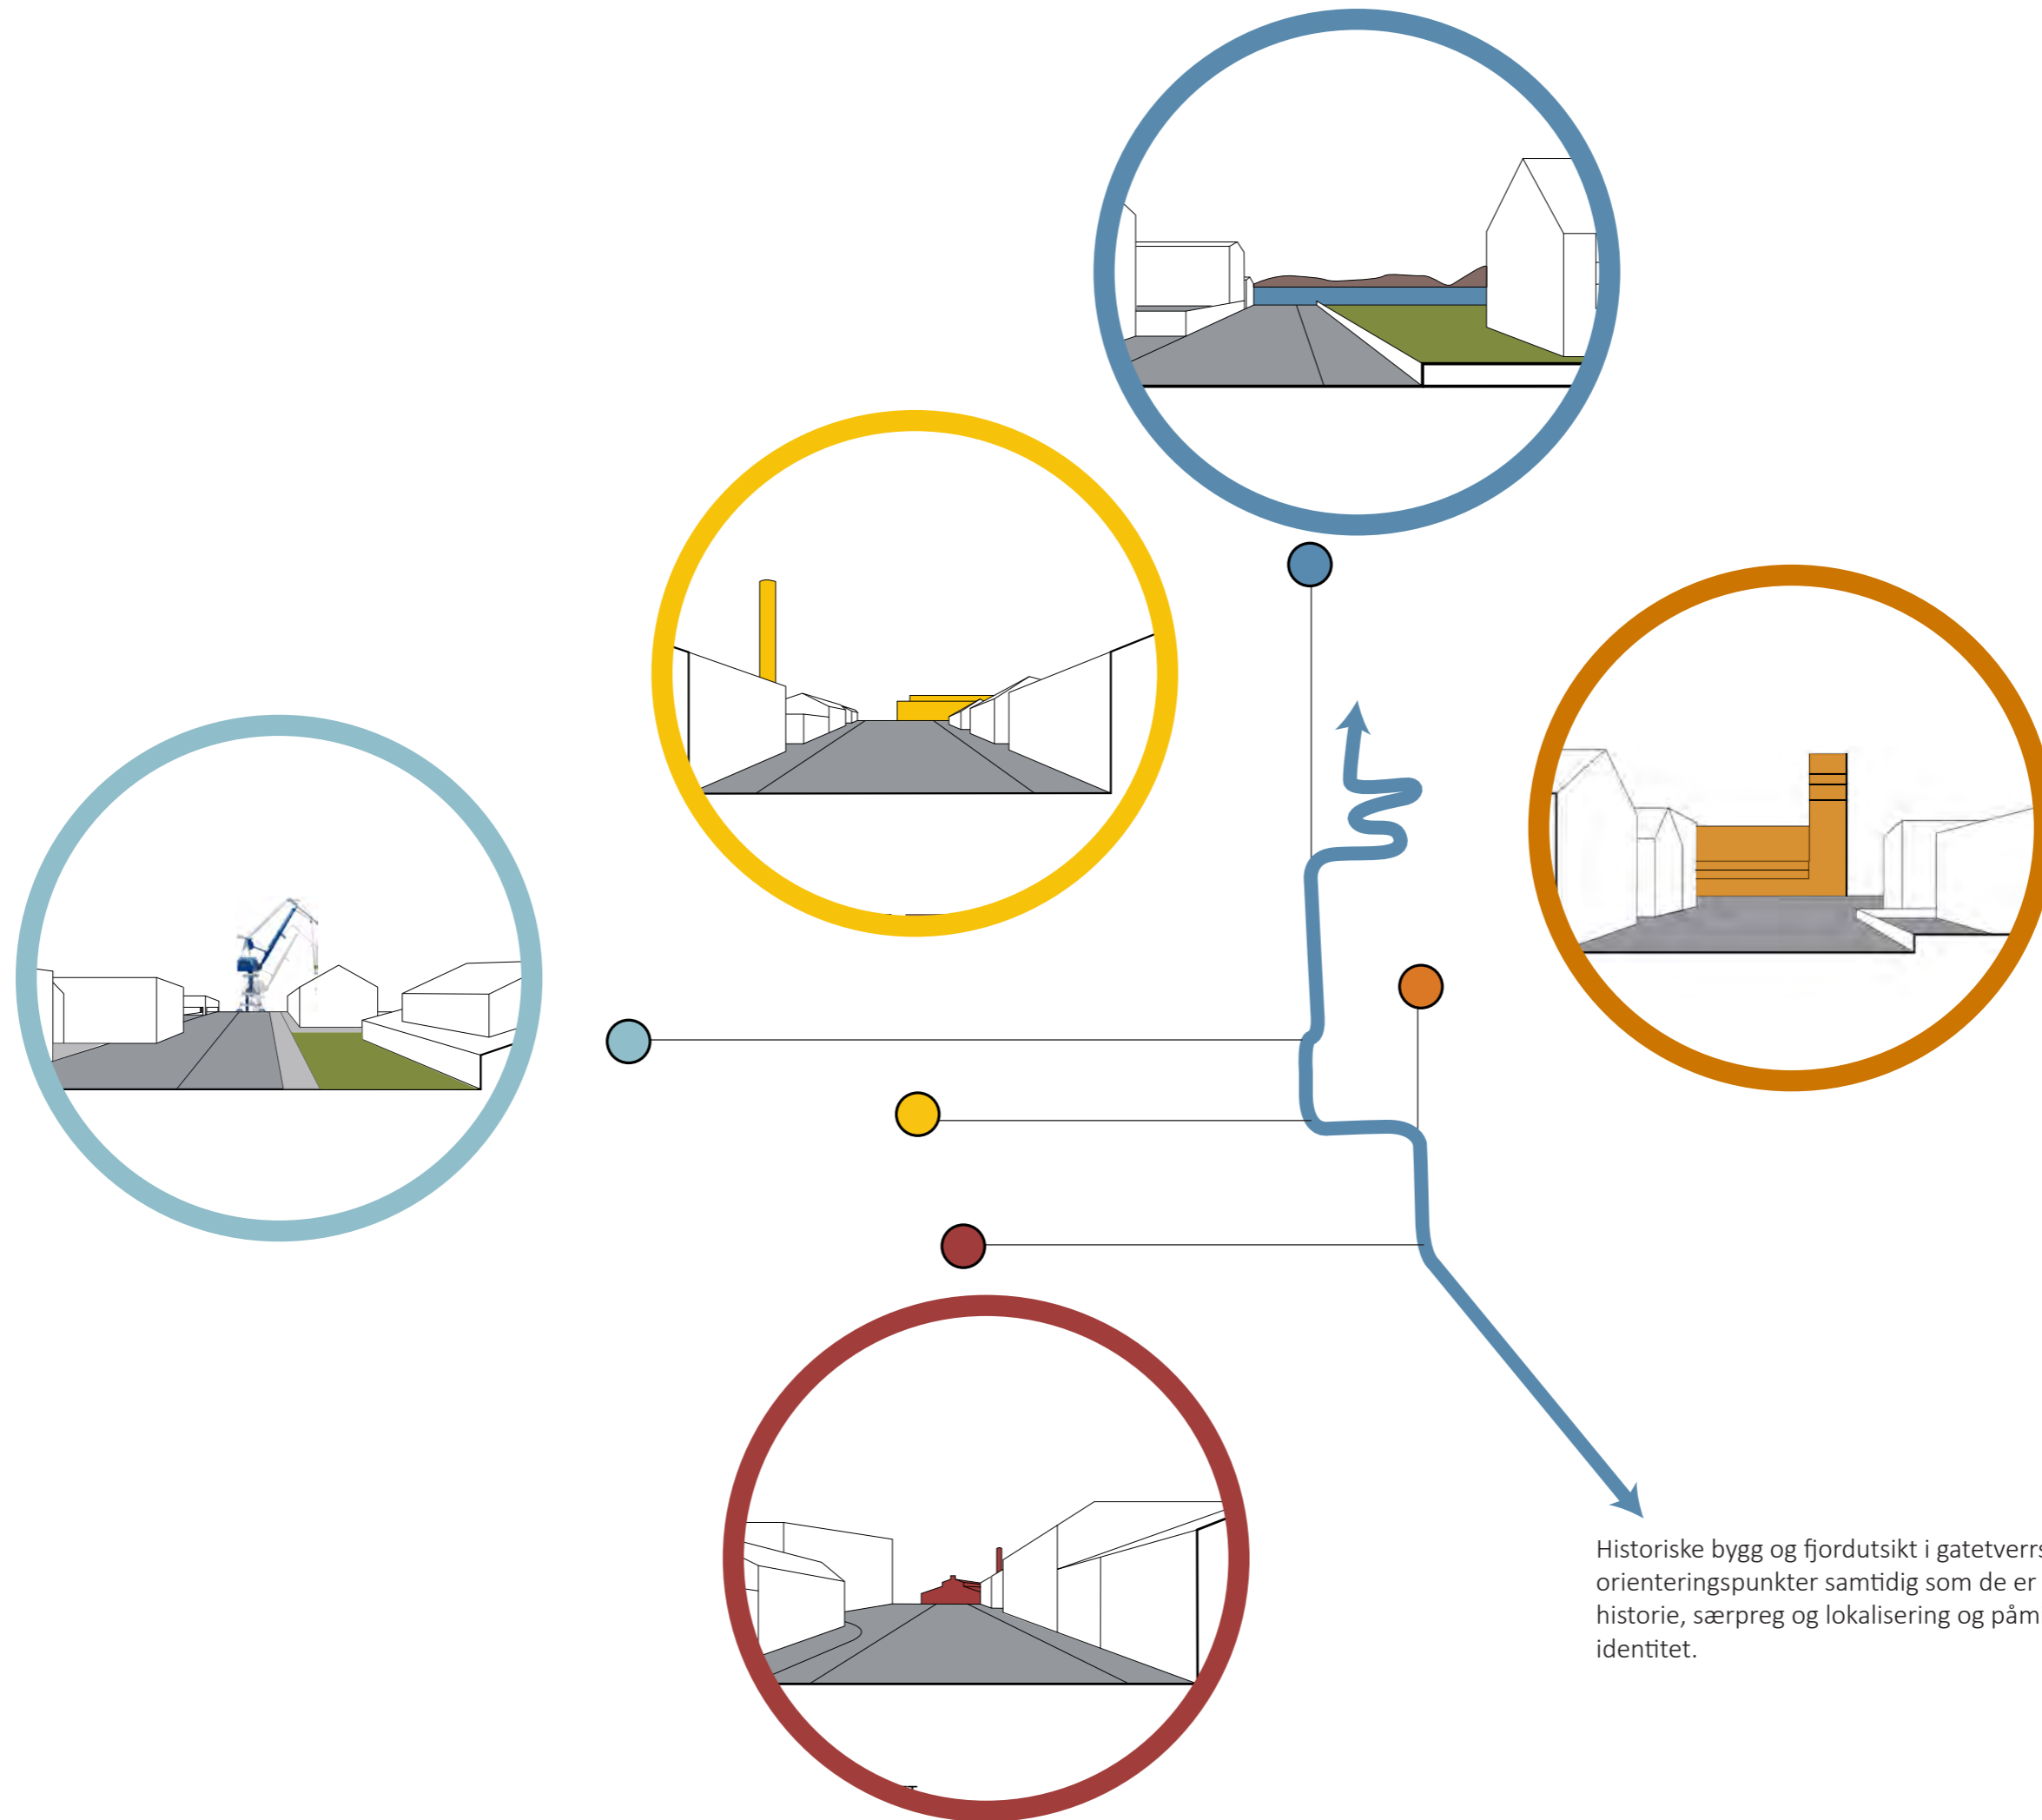 Historiske bygg og fjordutsikt i gatetverrs
orienteringspunkter samtidig som de er
historie, særpreg og lokalisering og påm
identitet.